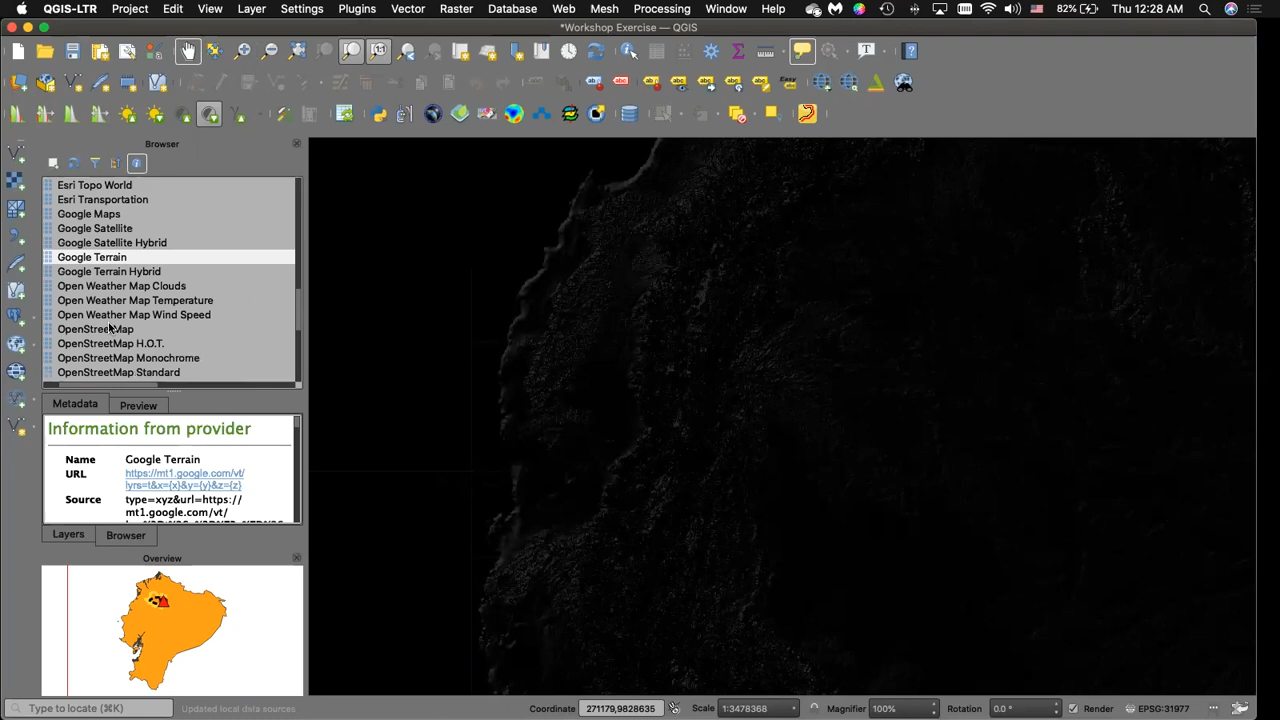 QGIS-LTR Project Edit View Layer Settings Plugins Vector Raster Database Web Mesh Processing Window Help 82% Thu 12:28 AM
*Workshop Exercise — QGIS
Browser
Esri Topo World
Esri Transportation
Google Maps
Google Satellite
Google Satellite Hybrid
Google Terrain
Google Terrain Hybrid
Open Weather Map Clouds
Open Weather Map Temperature
Open Weather Map Wind Speed
OpenStreetMap
OpenStreetMap H.O.T.
OpenStreetMap Monochrome
OpenStreetMap Standard
Metadata Preview
Information from provider
Name Google Terrain
URL https://mt1.google.com/vt/
lyrs=t&x={x}&y={y}&z={z}
Source type=xyz&url=https://
mt1.google.com/vt/
Layers Browser
Overview
Type to locate (⌘K) Updated local data sources Coordinate 271179,9828635 Scale 1:3478368 Magnifier 100% Rotation 0.0 ° Render EPSG:31977